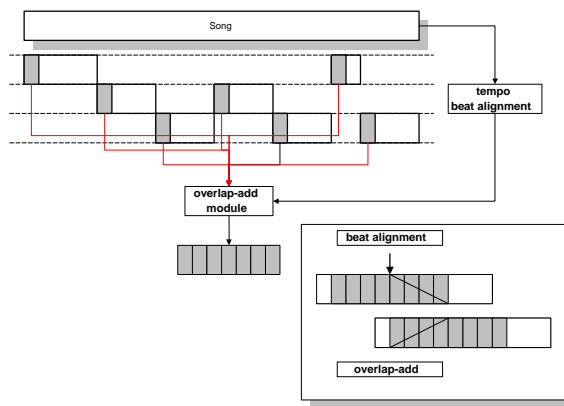 Song
tempo
beat alignment
overlap-add
module
beat alignment
overlap-add